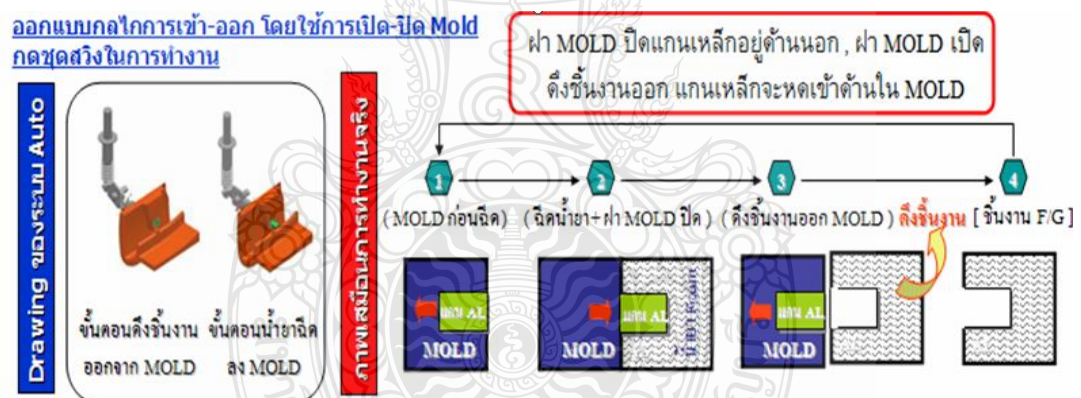 ออกแบบกลไกการเข้า-ออก โดยใช้การเปิด-ปิด Mold
กดชุดสวิงในการทำงาน
ฝา MOLD ปิดแกนเหล็กอยู่ด้านนอก , ฝา MOLD เปิด
ดึงชิ้นงานออก แกนเหล็กจะหดเข้าด้านใน MOLD
Drawing ของระบบ Auto
ขั้นตอนดึงชิ้นงาน
ออกจาก MOLD
ขั้นตอนน้ำยาฉีด
ลง MOLD
ภาพเสมือนการทำงานจริง
1
2
3
4
( MOLD ก่อนฉีด )
( ฉีดน้ำยา+ฝา MOLD ปิด )
( ดึงชิ้นงานออก MOLD )
ดึงชิ้นงาน
[ ชิ้นงาน F/G ]
แกน AL
MOLD
แกน AL
MOLD
น้ำยา Foam
แกน AL
MOLD